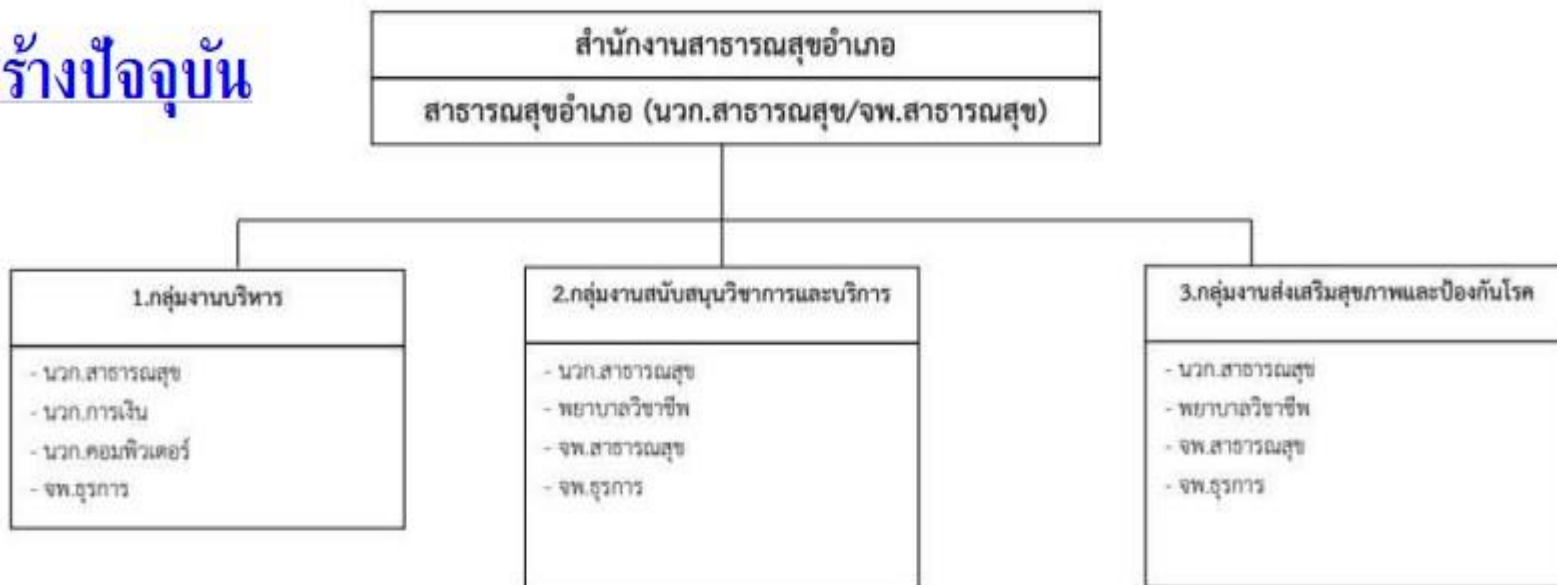 ร้างปัจจุบัน
สำนักงานสาธารณสุขอำเภอ
สาธารณสุขอำเภอ (นวก.สาธารณสุข/จพ.สาธารณสุข)
1.กลุ่มงานบริหาร
- นวก.สาธารณสุข
- นวก.การเงิน
- นวก.คอมพิวเตอร์
- จพ.ธุรการ
2.กลุ่มงานสนับสนุนวิชาการและบริการ
- นวก.สาธารณสุข
- พยาบาลวิชาชีพ
- จพ.สาธารณสุข
- จพ.ธุรการ
3.กลุ่มงานส่งเสริมสุขภาพและป้องกันโรค
- นวก.สาธารณสุข
- พยาบาลวิชาชีพ
- จพ.สาธารณสุข
- จพ.ธุรการ